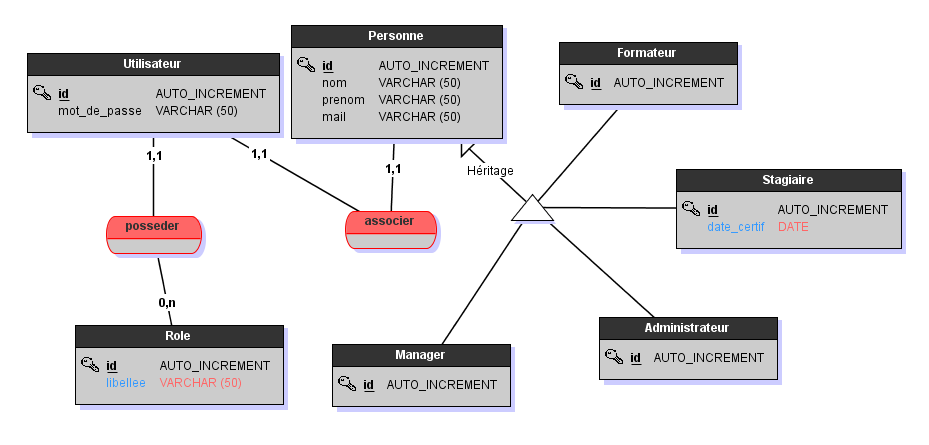 Personne
id AUTO_INCREMENT
nom VARCHAR (50)
prenom VARCHAR (50)
mail VARCHAR (50)
Utilisateur
id AUTO_INCREMENT
mot_de_passe VARCHAR (50)
Formateur
id AUTO_INCREMENT
1,1
1,1
1,1
Héritage
Stagiaire
id AUTO_INCREMENT
date_certif DATE
posseder
associer
0,n
Role
id AUTO_INCREMENT
libellee VARCHAR (50)
Manager
id AUTO_INCREMENT
Administrateur
id AUTO_INCREMENT